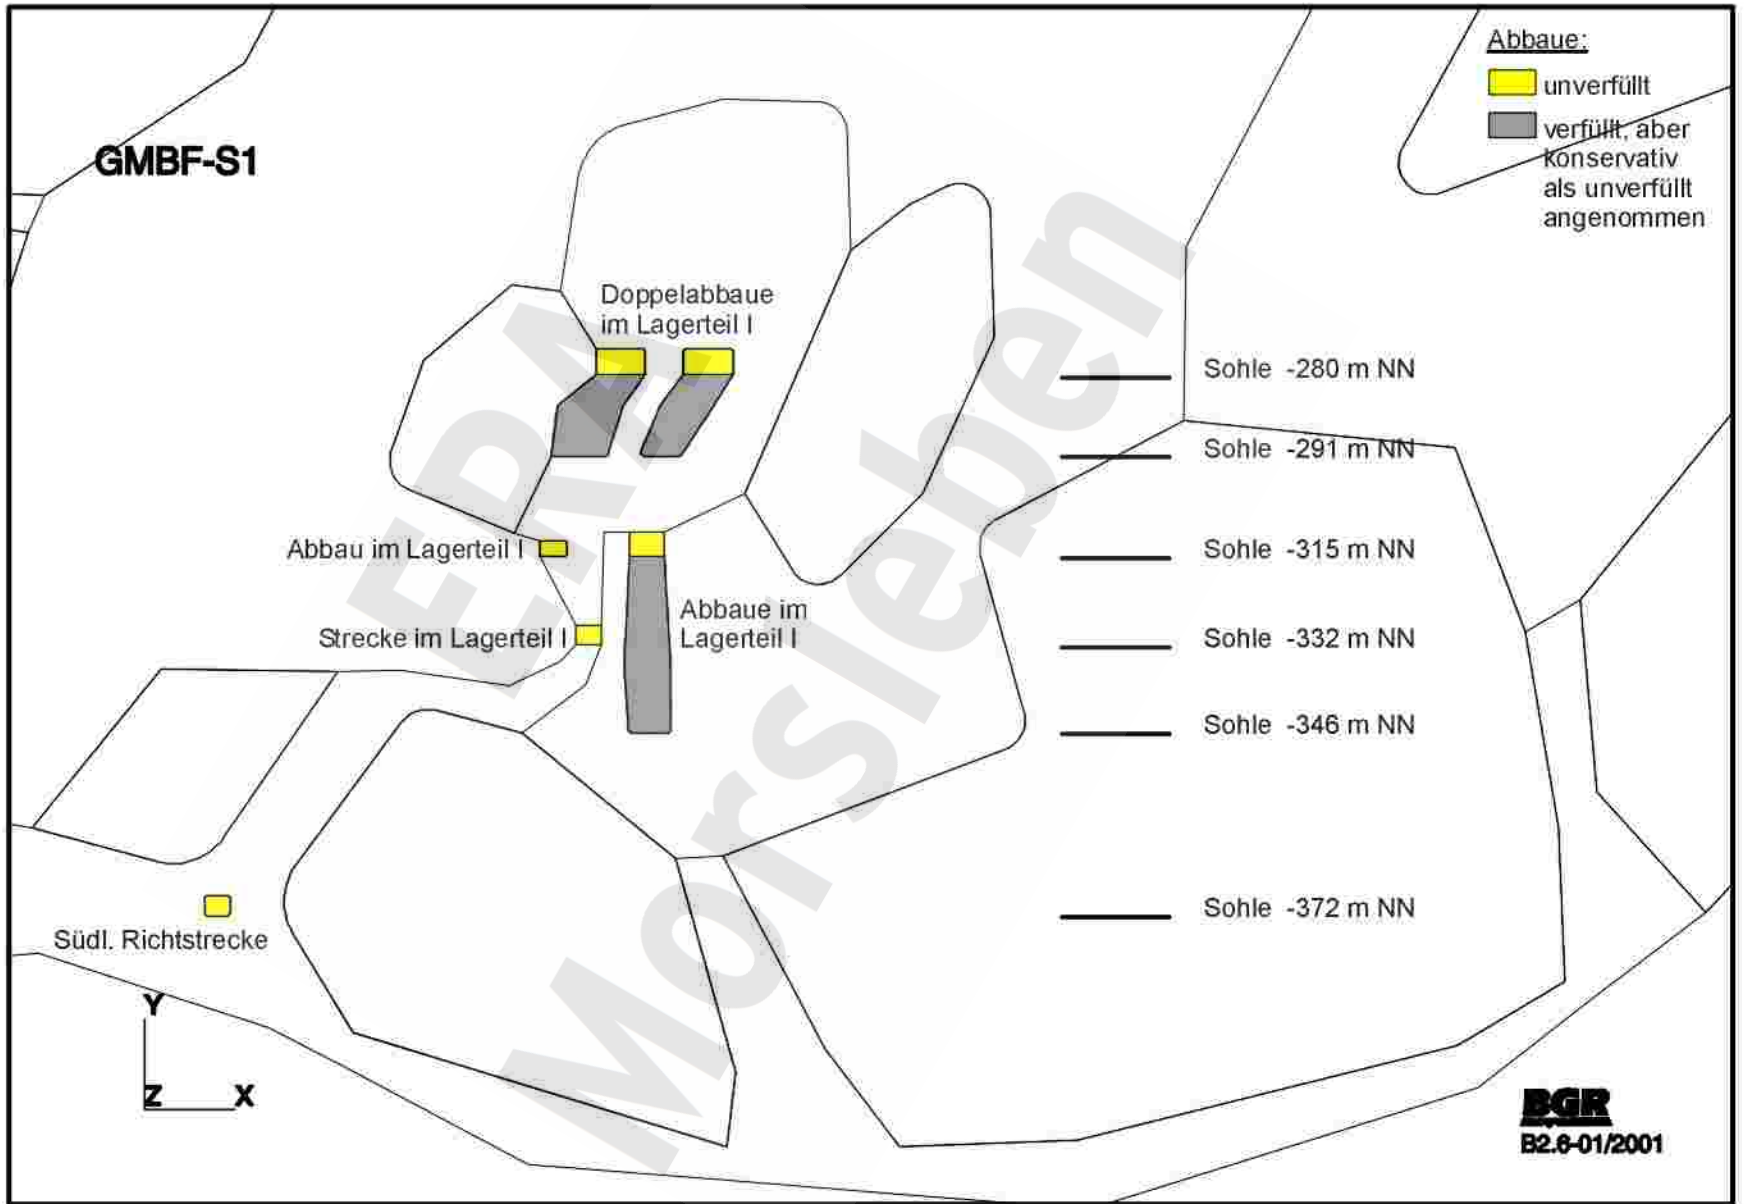 Abbaue:
unverfüllt
verfüllt, aber
konservativ
als unverfüllt
angenommen
GMBF-S1
Doppelabbaue
im Lagerteil I
Sohle -280 m NN
Sohle -291 m NN
Abbau im Lagerteil I
Sohle -315 m NN
Strecke im Lagerteil I
Abbaue im
Lagerteil I
Sohle -332 m NN
Sohle -346 m NN
Sohle -372 m NN
Südl. Richtstrecke
Y
Z X
BGR
B2.6-01/2001
ERA
Morsleben